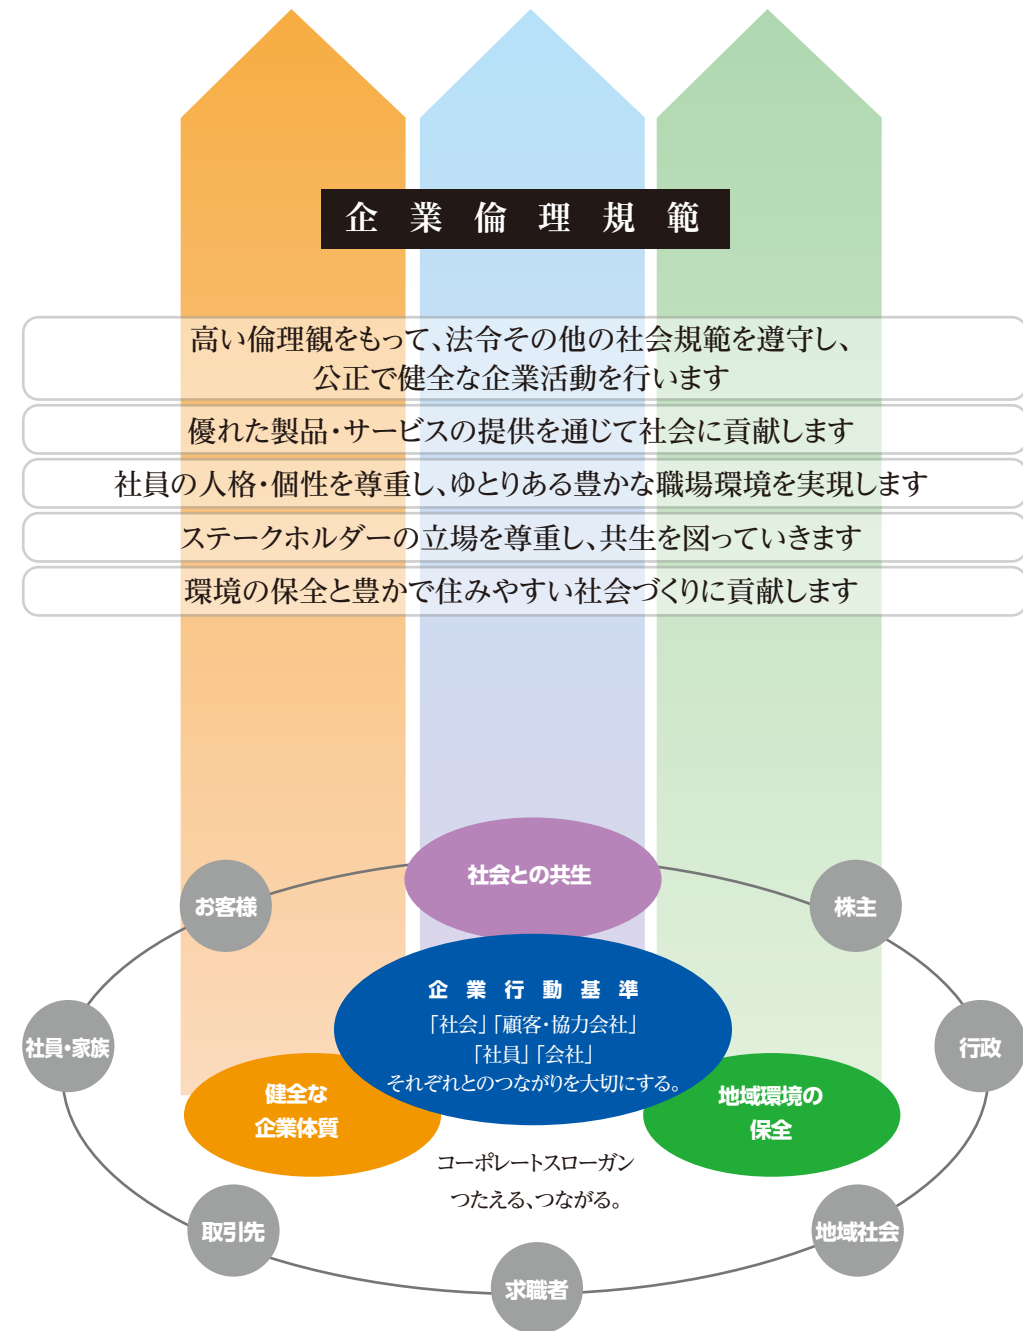 企業倫理規範
高い倫理観をもって、法令その他の社会規範を遵守し、
公正で健全な企業活動を行います
優れた製品・サービスの提供を通じて社会に貢献します
社員の人格・個性を尊重し、ゆとりある豊かな職場環境を実現します
ステークホルダーの立場を尊重し、共生を図っていきます
環境の保全と豊かで住みやすい社会づくりに貢献します
社会との共生
お客様
株主
企業行動基準
「社会」「顧客・協力会社」
「社員」「会社」
それぞれとのつながりを大切にする。
社員・家族
行政
健全な
企業体質
地域環境の
保全
コーポレートスローガン
つたえる、つながる。
取引先
地域社会
求職者